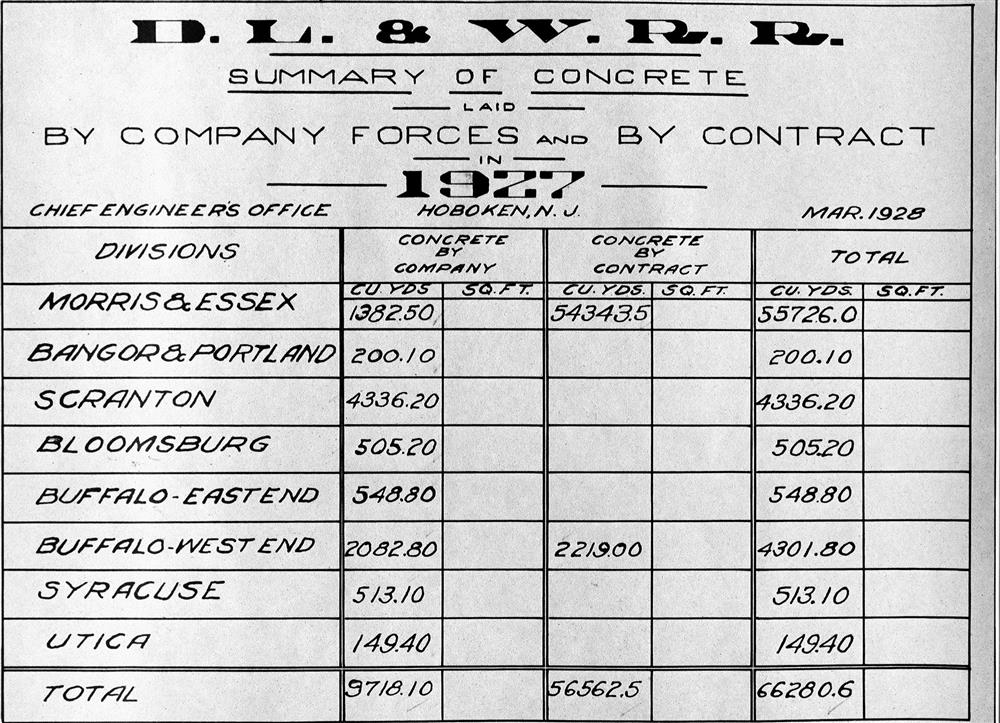 D. L. & W. R. R.
SUMMARY OF CONCRETE
LAID
BY COMPANY FORCES AND BY CONTRACT
IN
1927
CHIEF ENGINEER'S OFFICE HOBOKEN, N. J. MAR. 1928
DIVISIONS CONCRETE BY COMPANY CONCRETE BY CONTRACT TOTAL
CU. YDS SQ. FT. CU. YDS. SQ. FT. CU. YDS. SQ. FT.
MORRIS & ESSEX 1382.50 54343.5 55726.0
BANGOR & PORTLAND 200.10 200.10
SCRANTON 4336.20 4336.20
BLOOMSBURG 505.20 505.20
BUFFALO-EAST END 548.80 548.80
BUFFALO-WEST END 2082.80 2219.00 4301.80
SYRACUSE 513.10 513.10
UTICA 149.40 149.40
TOTAL 9718.10 56562.5 66280.6